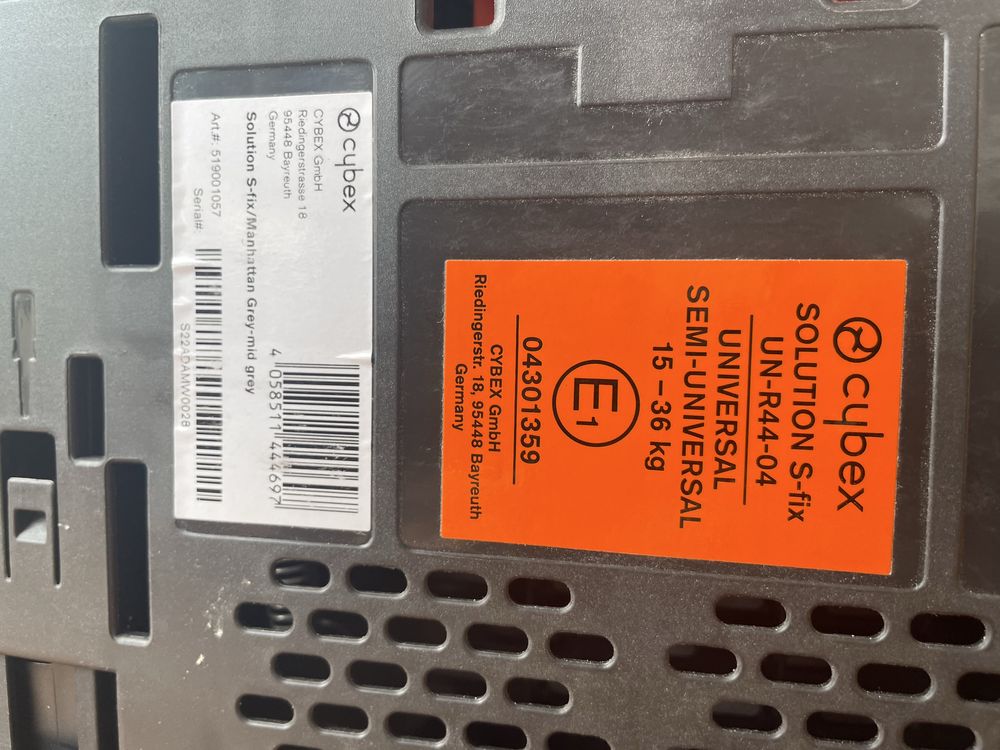 cybex
CYBEX GmbH
Riedingerstrasse 18
95448 Bayreuth
Germany
Solution S-fix/Manhattan Grey-mid grey
4 058511 444697
Art.#: 519001057
Serial#:
S22ADAMW0028
cybex
SOLUTION S-fix
UN-R44-04
UNIVERSAL
SEMI-UNIVERSAL
15 – 36 kg
E1
04301359
CYBEX GmbH
Riedingerstr. 18, 95448 Bayreuth
Germany